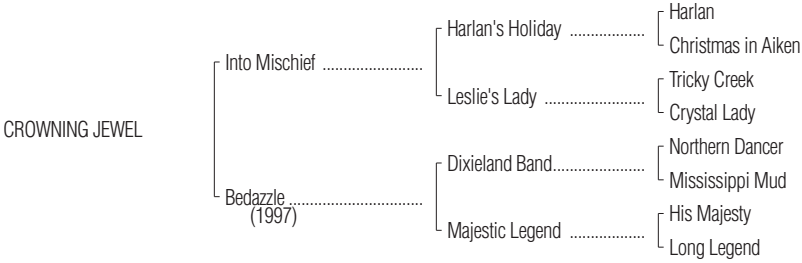 Harlan
Harlan's Holiday ..................
Christmas in Aiken
Into Mischief ........................
Tricky Creek
Leslie's Lady ........................
Crystal Lady
CROWNING JEWEL
Northern Dancer
Dixieland Band......................
Mississippi Mud
Bedazzle ................................
(1997)
His Majesty
Majestic Legend ..................
Long Legend